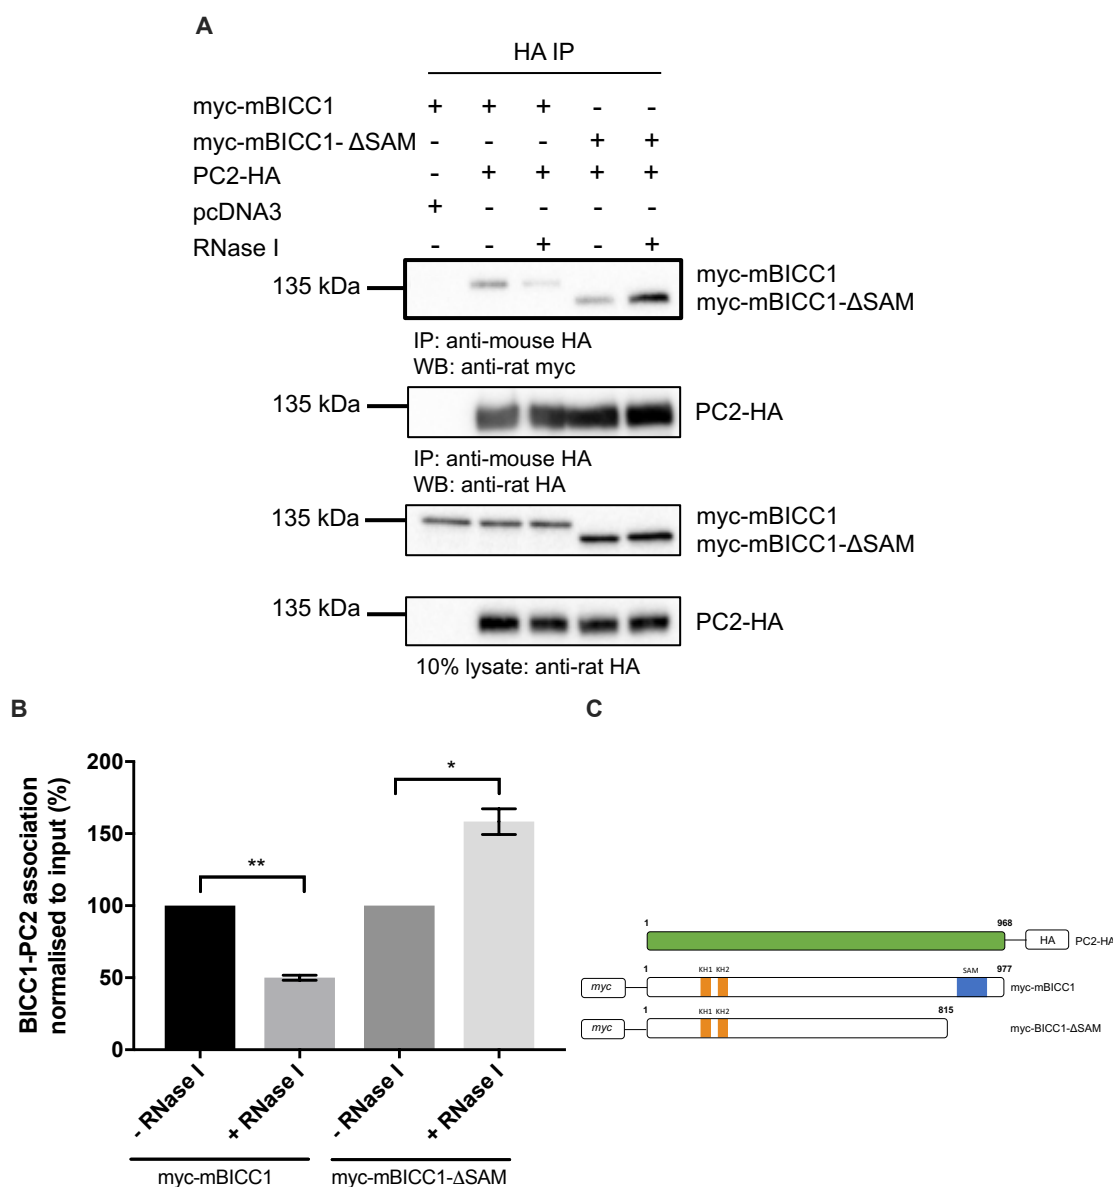 A
HA IP
myc-mBICC1 + + + - -
myc-mBICC1- ΔSAM - - - + +
PC2-HA - + + + +
pcDNA3 + - - - -
RNase I - - + - +
135 kDa
myc-mBICC1
myc-mBICC1-ΔSAM
IP: anti-mouse HA
WB: anti-rat myc
135 kDa
PC2-HA
IP: anti-mouse HA
WB: anti-rat HA
135 kDa
myc-mBICC1
myc-mBICC1-ΔSAM
135 kDa
PC2-HA
10% lysate: anti-rat HA
B
BICC1-PC2 association
normalised to input (%)
200
150
100
50
0
**
*
- RNase I
+ RNase I
- RNase I
+ RNase I
myc-mBICC1
myc-mBICC1-ΔSAM
C
1 968
HA PC2-HA
1 KH1 KH2 SAM 977
myc myc-mBICC1
1 KH1 KH2 815
myc myc-BICC1-ΔSAM